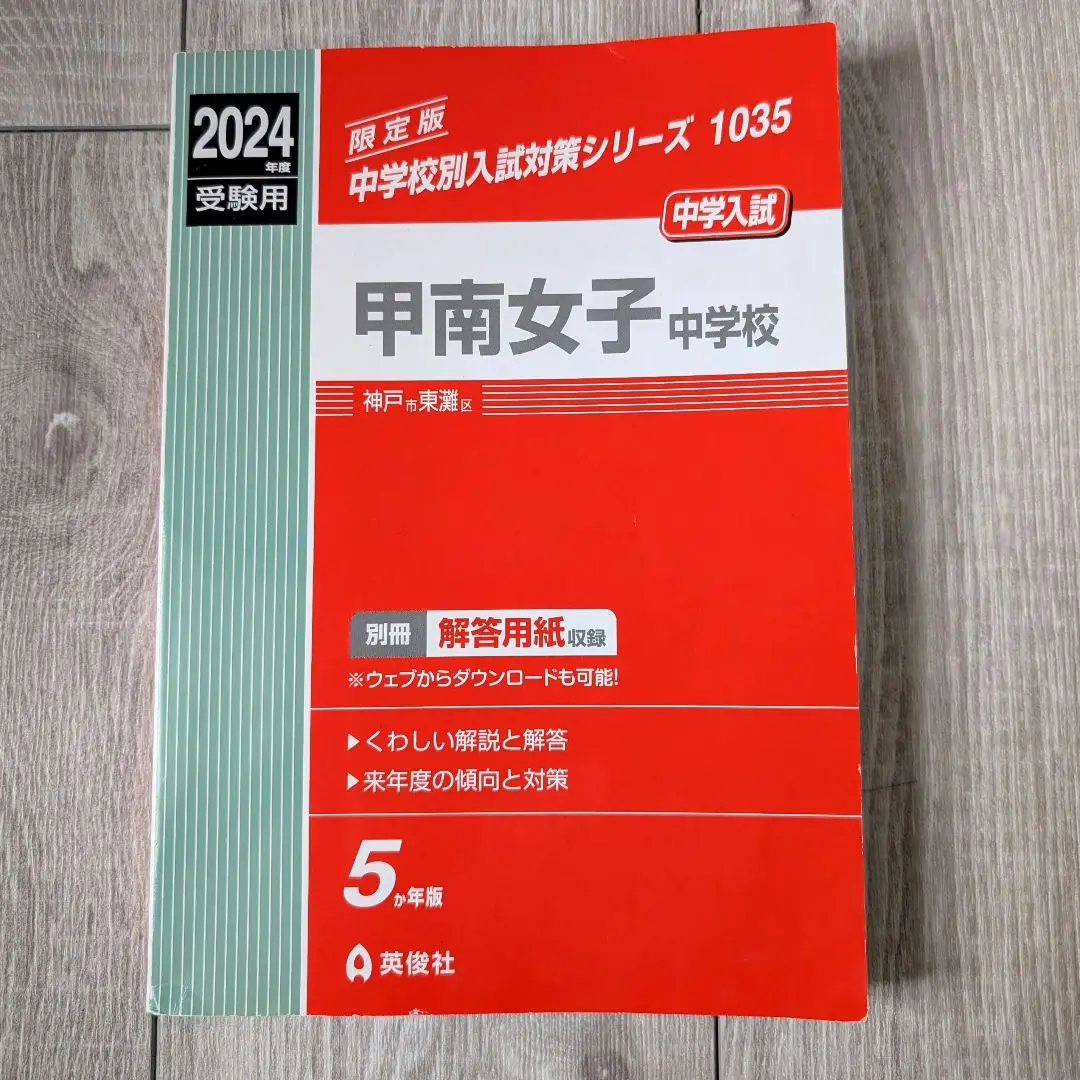 2024
年度
受験用
限定版
中学校別入試対策シリーズ 1035
中学入試
甲南女子中学校
神戸市東灘区
別冊 解答用紙収録
※ウェブからダウンロードも可能!
▶くわしい解説と解答
▶来年度の傾向と対策
5か年版
英俊社